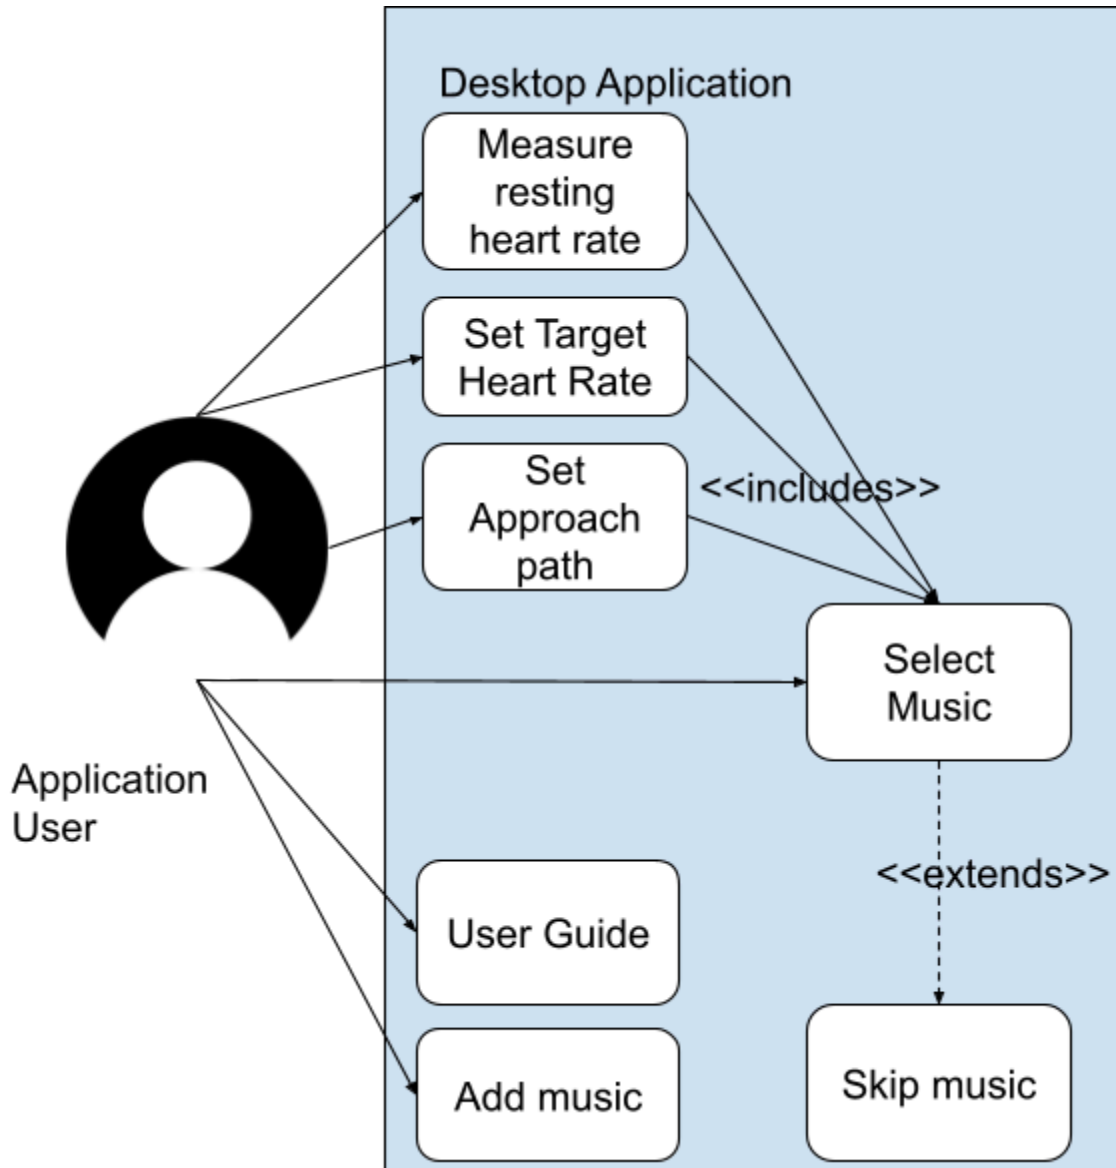 Desktop Application
Measure
resting
heart rate
Set Target
Heart Rate
Set
Approach
path
<<includes>>
Select
Music
Application
User
<<extends>>
User Guide
Add music
Skip music